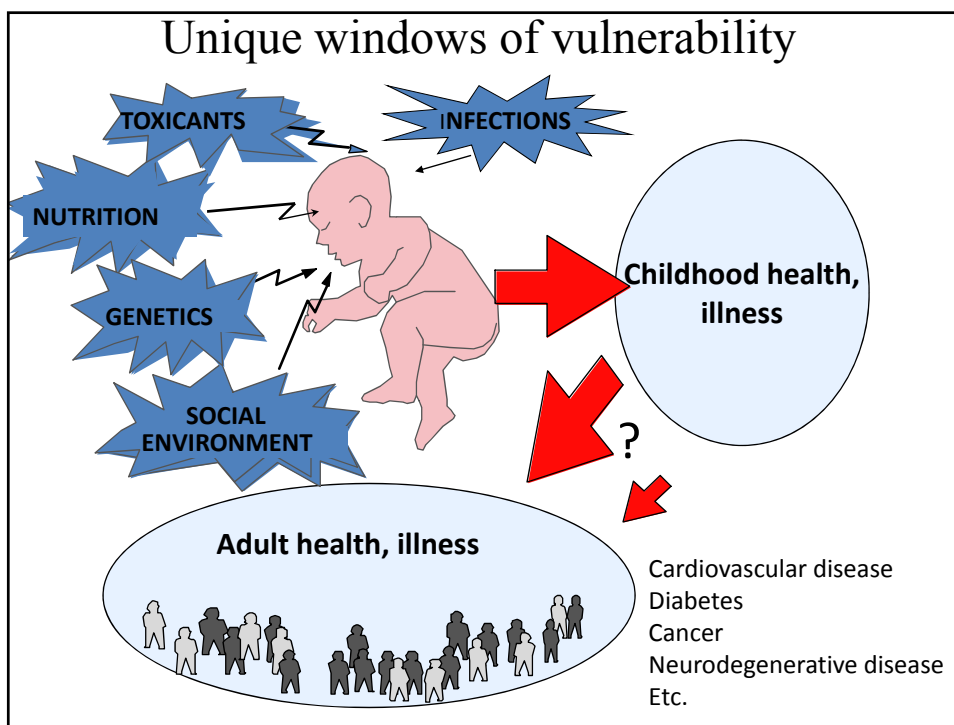 Unique windows of vulnerability
TOXICANTS
INFECTIONS
NUTRITION
GENETICS
SOCIAL
ENVIRONMENT
Childhood health,
illness
?
Adult health, illness
Cardiovascular disease
Diabetes
Cancer
Neurodegenerative disease
Etc.